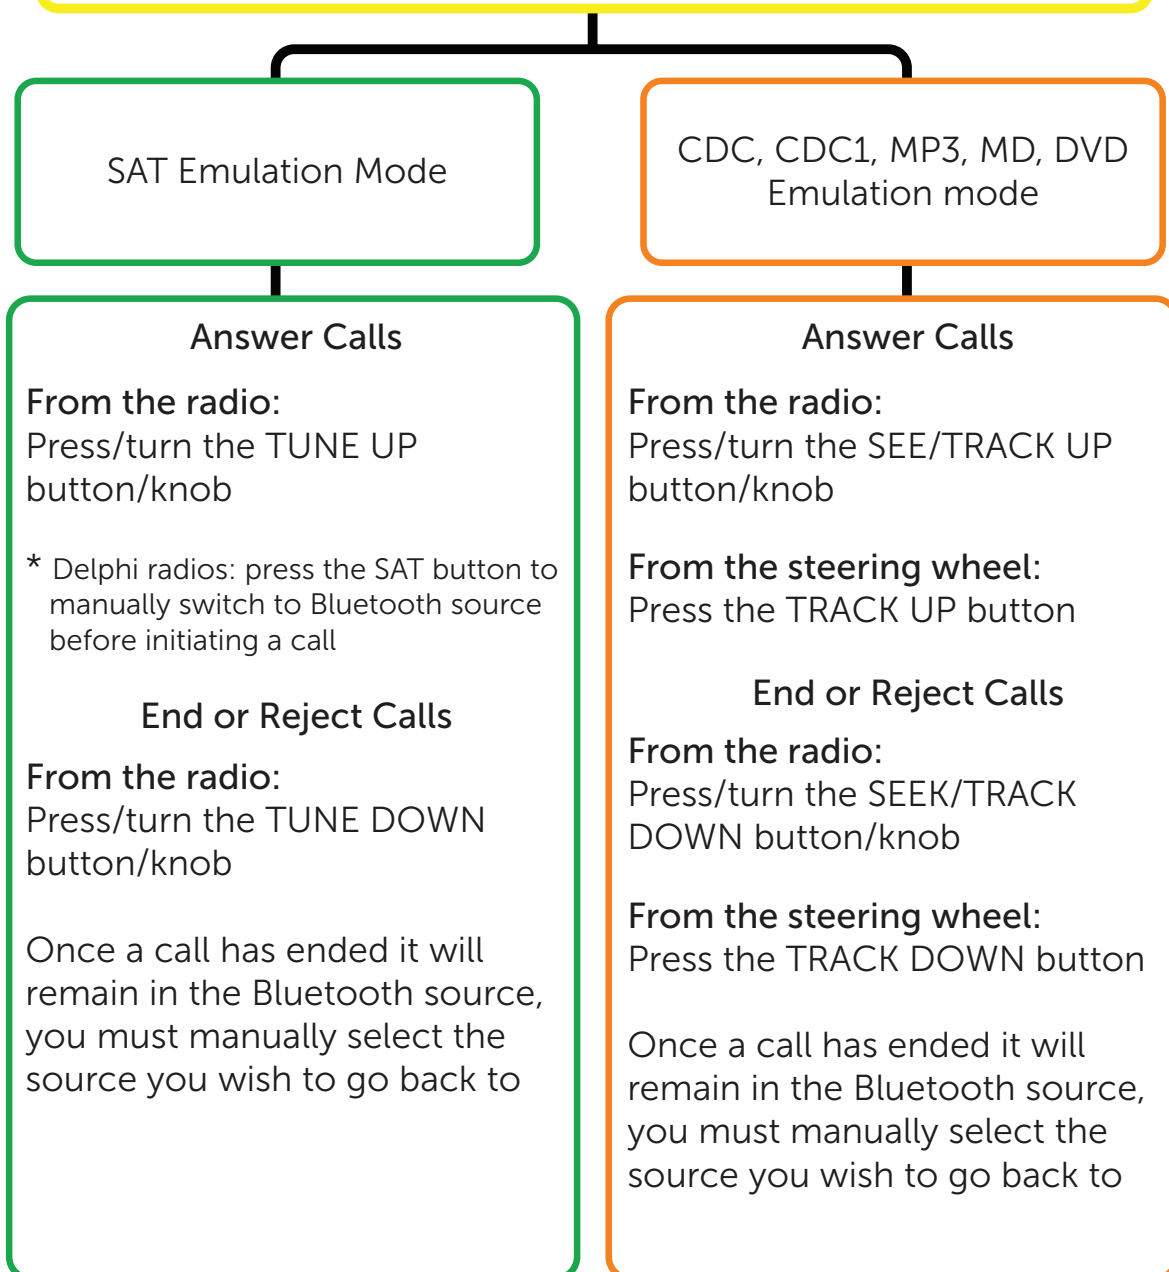 SAT Emulation Mode
CDC, CDC1, MP3, MD, DVD
Emulation mode
Answer Calls
From the radio:
Press/turn the TUNE UP
button/knob
* Delphi radios: press the SAT button to
manually switch to Bluetooth source
before initiating a call
End or Reject Calls
From the radio:
Press/turn the TUNE DOWN
button/knob
Once a call has ended it will
remain in the Bluetooth source,
you must manually select the
source you wish to go back to
Answer Calls
From the radio:
Press/turn the SEE/TRACK UP
button/knob
From the steering wheel:
Press the TRACK UP button
End or Reject Calls
From the radio:
Press/turn the SEEK/TRACK
DOWN button/knob
From the steering wheel:
Press the TRACK DOWN button
Once a call has ended it will
remain in the Bluetooth source,
you must manually select the
source you wish to go back to